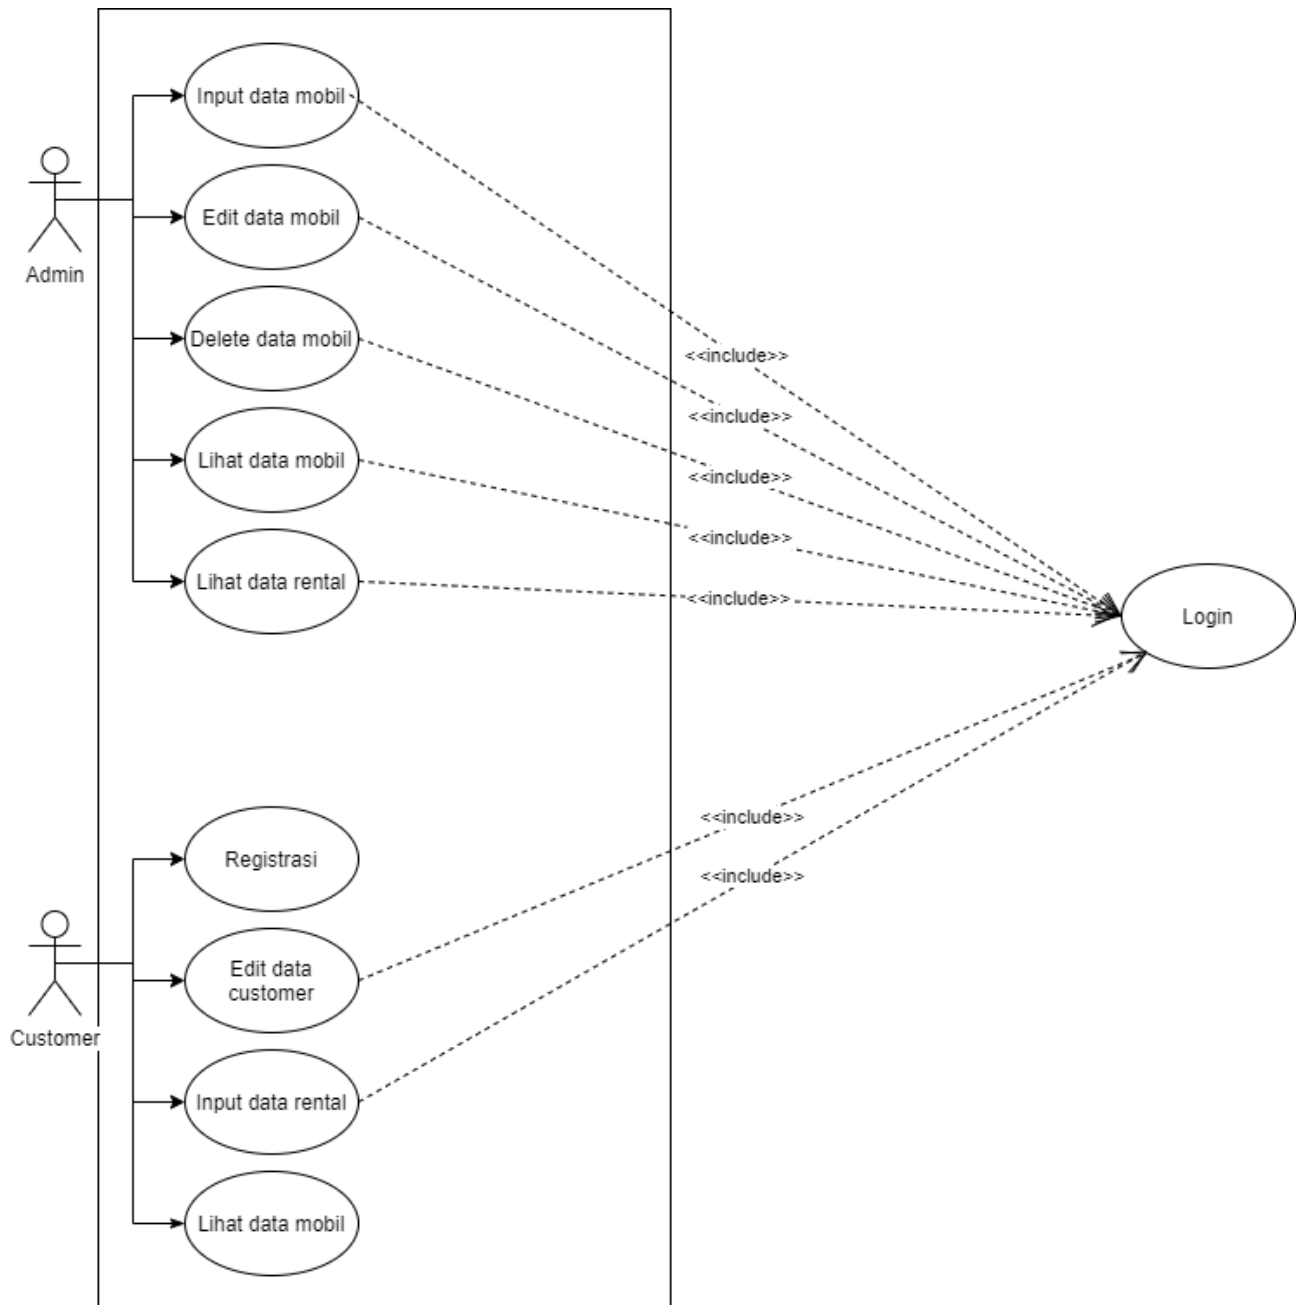 Input data mobil
Edit data mobil
Admin
Delete data mobil
<<include>>
<<include>>
Lihat data mobil
<<include>>
<<include>>
Lihat data rental
<<include>>
Login
<<include>>
Registrasi
<<include>>
Edit data
customer
Customer
Input data rental
Lihat data mobil